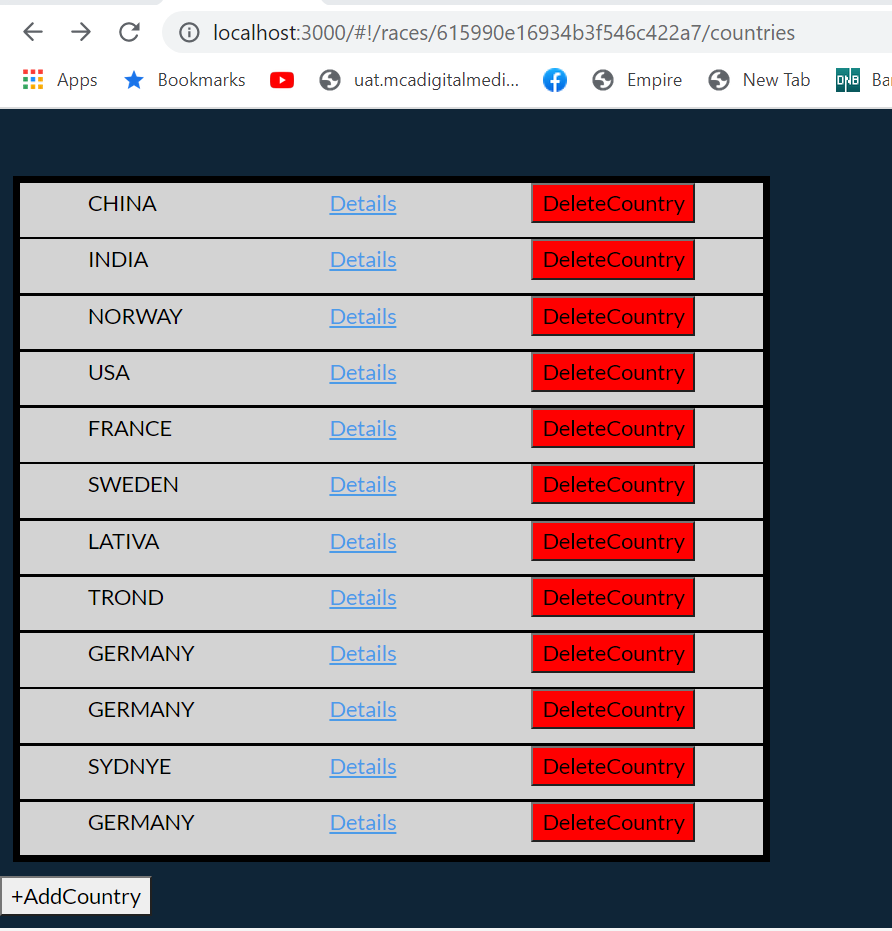 localhost:3000/#!/races/615990e16934b3f546c422a7/countries
Apps Bookmarks uat.mcadigitalmedi... Empire New Tab DNB Ba
CHINA Details DeleteCountry
INDIA Details DeleteCountry
NORWAY Details DeleteCountry
USA Details DeleteCountry
FRANCE Details DeleteCountry
SWEDEN Details DeleteCountry
LATIVA Details DeleteCountry
TROND Details DeleteCountry
GERMANY Details DeleteCountry
GERMANY Details DeleteCountry
SYDNYE Details DeleteCountry
GERMANY Details DeleteCountry
+AddCountry